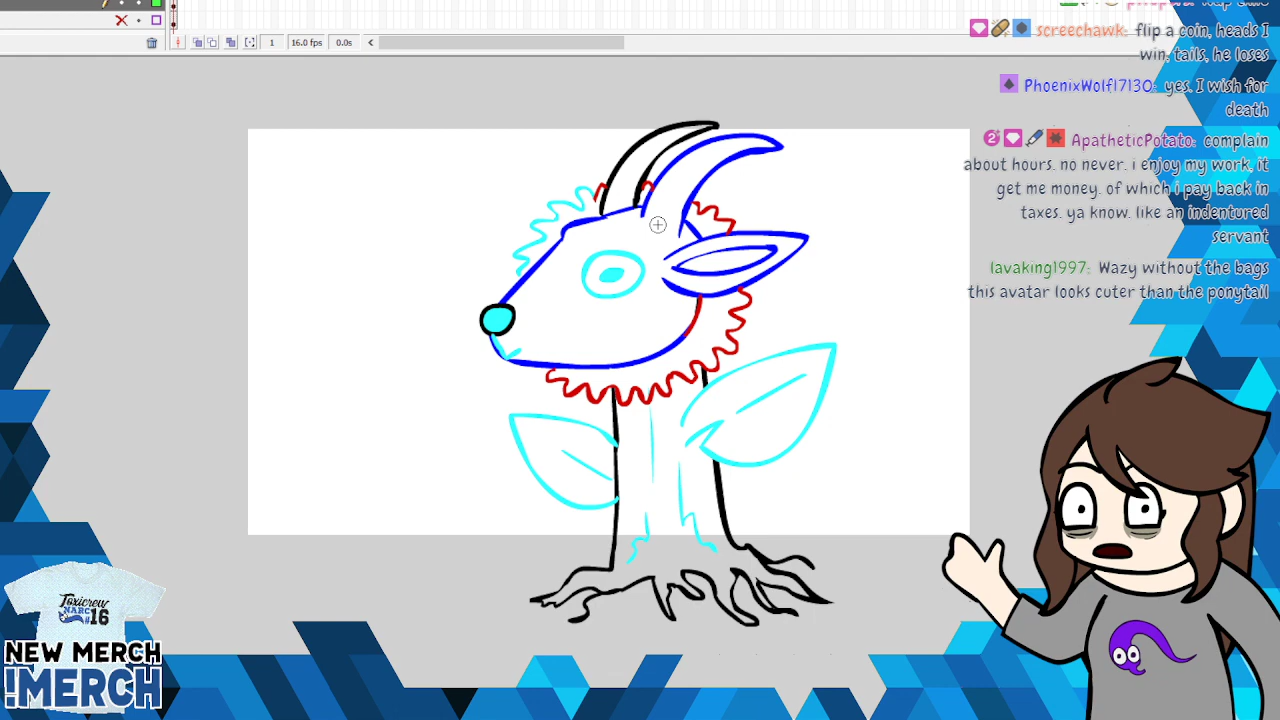 1 16.0 fps 0.0s
screechawk: flip a coin, heads I
win, tails, he loses
PhoenixWolf17130: yes. I wish for
death
2 ApatheticPotato: complain
about hours. no never. i enjoy my work, it
get me money. of which i pay back in
taxes. ya know. like an indentured
servant
lavaking1997: Wazy without the bags
this avatar looks cuter than the ponytail
Toxicrew
NARC
#16
NEW MERCH
!MERCH